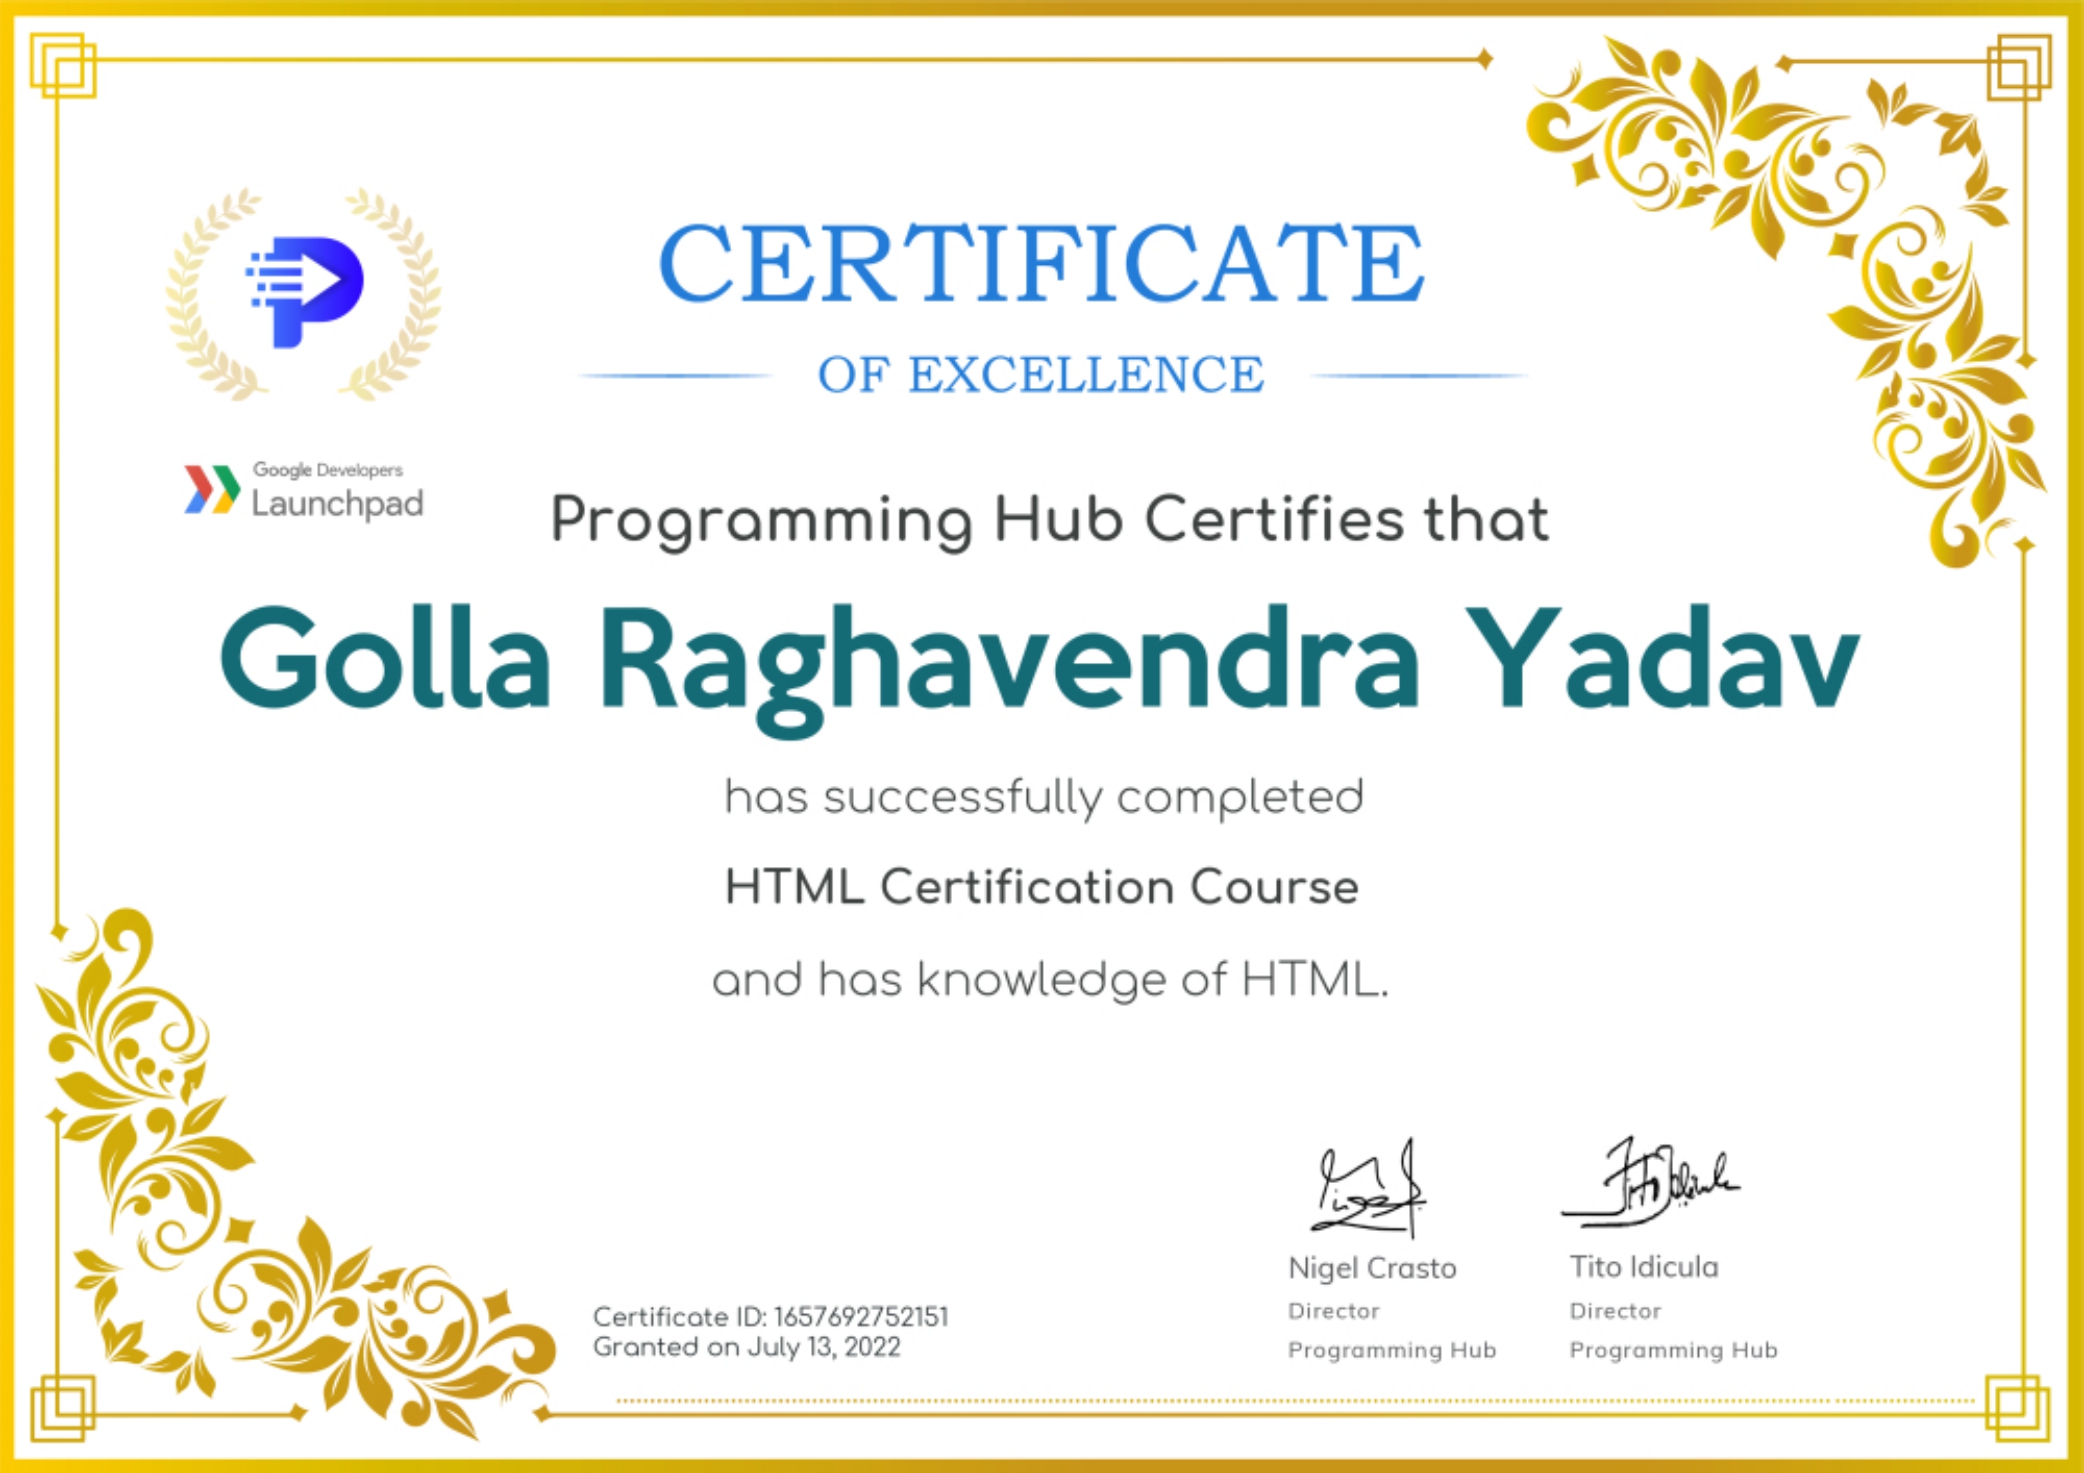 CERTIFICATE
OF EXCELLENCE
Google Developers
Launchpad
Programming Hub Certifies that
Golla Raghavendra Yadav
has successfully completed
HTML Certification Course
and has knowledge of HTML.
Nigel Crasto
Director
Programming Hub
Tito Idicula
Director
Programming Hub
Certificate ID: 1657692752151
Granted on July 13, 2022